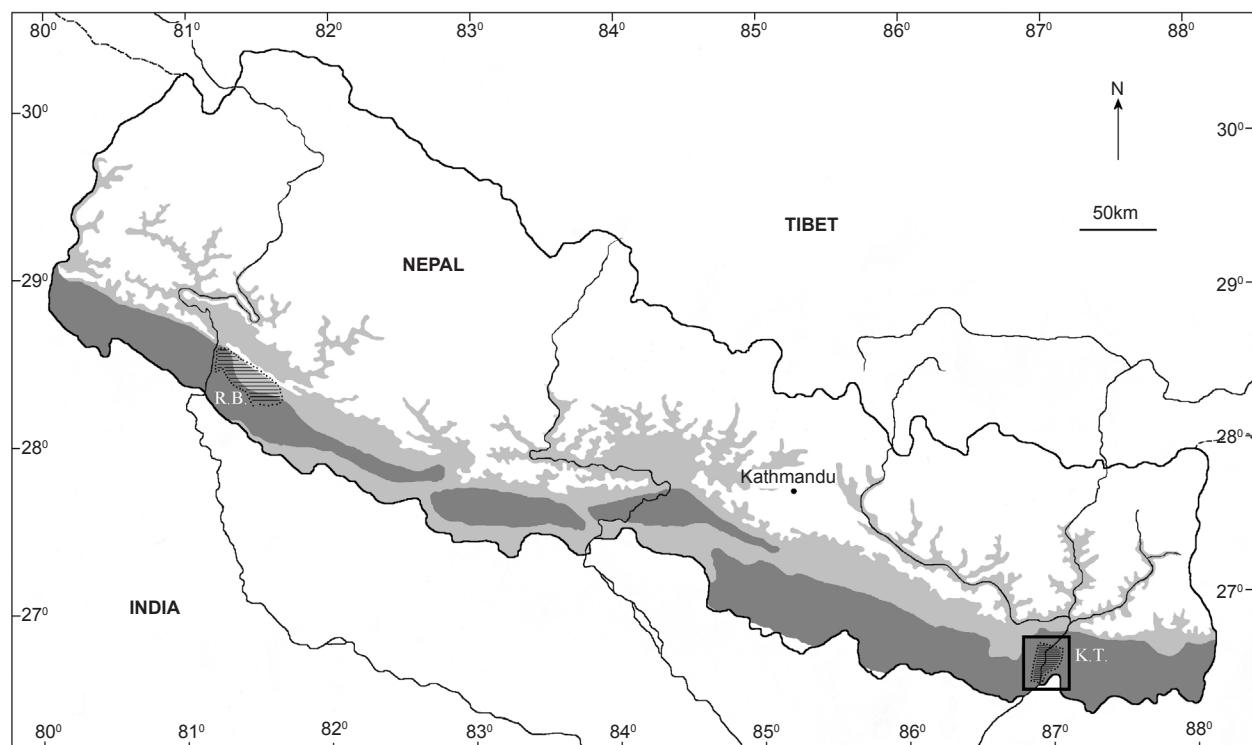 80⁰ 81⁰ 82⁰ 83⁰ 84⁰ 85⁰ 86⁰ 87⁰ 88⁰
N
30⁰ 30⁰
50km
TIBET
NEPAL
29⁰ 29⁰
R.B.
28⁰ 28⁰
Kathmandu
27⁰ 27⁰
INDIA
K.T.
80⁰ 81⁰ 82⁰ 83⁰ 84⁰ 85⁰ 86⁰ 87⁰ 88⁰